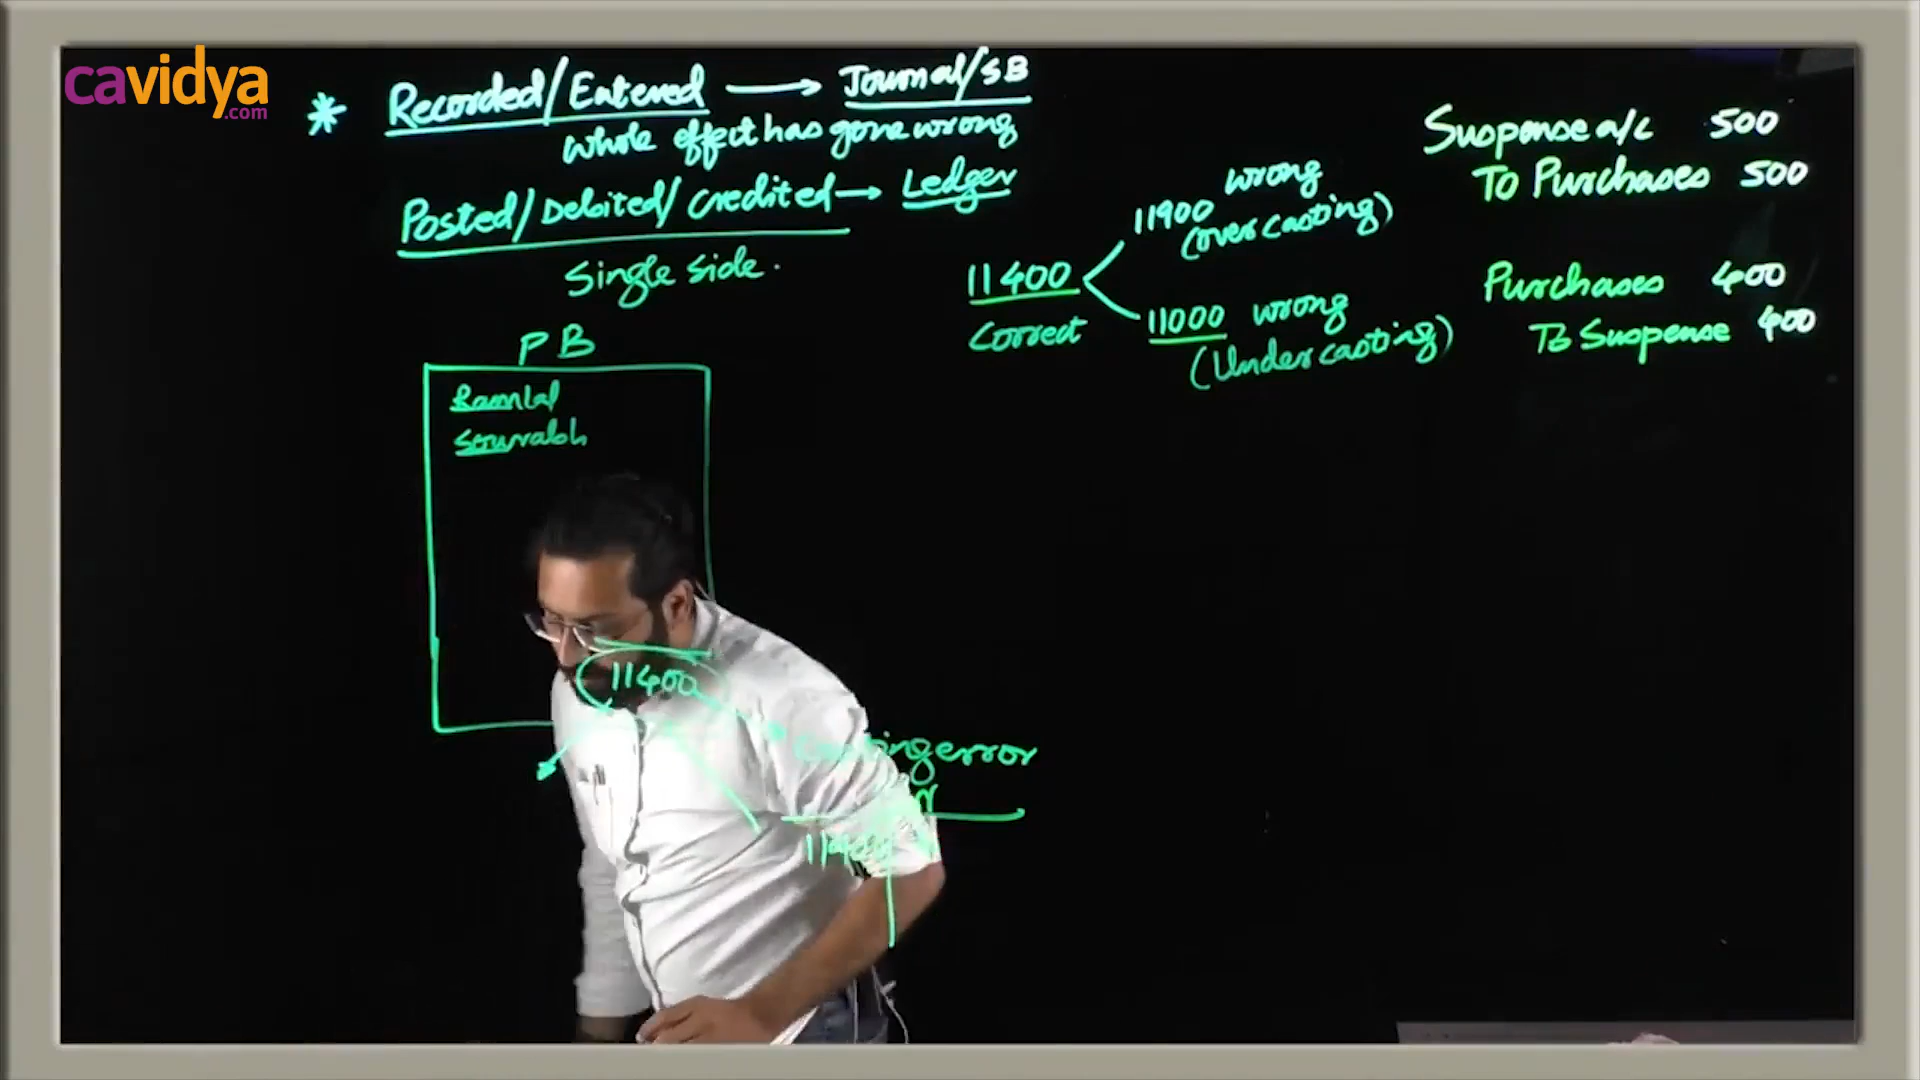 cavidya
.com
* Recorded/Entered → Journal/SB
Whole effect has gone wrong
Posted/Debited/Credited → Ledger
Single side.
11400
Correct
11900 wrong
(over casting)
11000 wrong
(Under casting)
Suspense a/c 500
To Purchases 500
Purchases 400
To Suspense 400
PB
Ramlal
Sourabh
11400
error